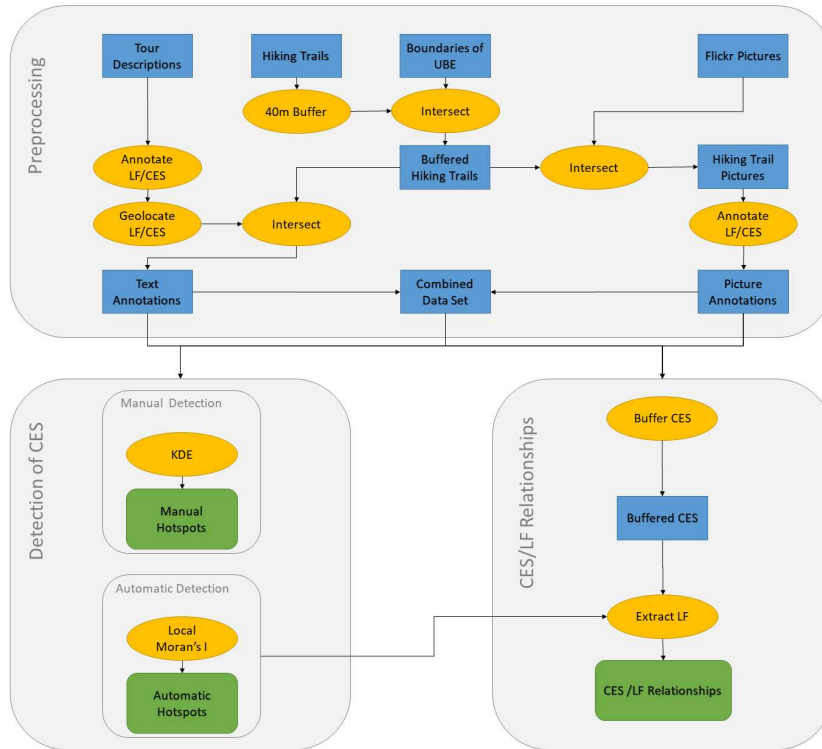 Preprocessing
Tour
Descriptions
Hiking Trails
Boundaries of
UBE
Flickr Pictures
40m Buffer
Intersect
Annotate
LF/CES
Buffered
Hiking Trails
Intersect
Hiking Trail
Pictures
Geolocate
LF/CES
Intersect
Annotate
LF/CES
Text
Annotations
Combined
Data Set
Picture
Annotations
Detection of CES
Manual Detection
KDE
Manual
Hotspots
Automatic Detection
Local
Moran's I
Automatic
Hotspots
CES/LF Relationships
Buffer CES
Buffered CES
Extract LF
CES /LF Relationships